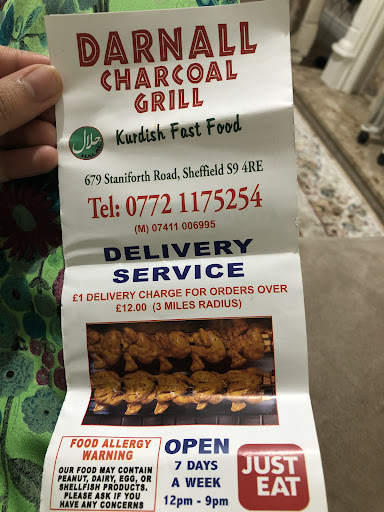 DARNALL
CHARCOAL
GRILL
حلال
Kurdish Fast Food
679 Staniforth Road, Sheffield S9 4RE
Tel: 0772 1175254
(M) 07411 006995
DELIVERY
SERVICE
£1 DELIVERY CHARGE FOR ORDERS OVER
£12.00 (3 MILES RADIUS)
FOOD ALLERGY
WARNING
OUR FOOD MAY CONTAIN
PEANUT, DAIRY, EGG, OR
SHELLFISH PRODUCTS.
PLEASE ASK IF YOU
HAVE ANY CONCERNS
OPEN
7 DAYS
A WEEK
12pm - 9pm
JUST
EAT